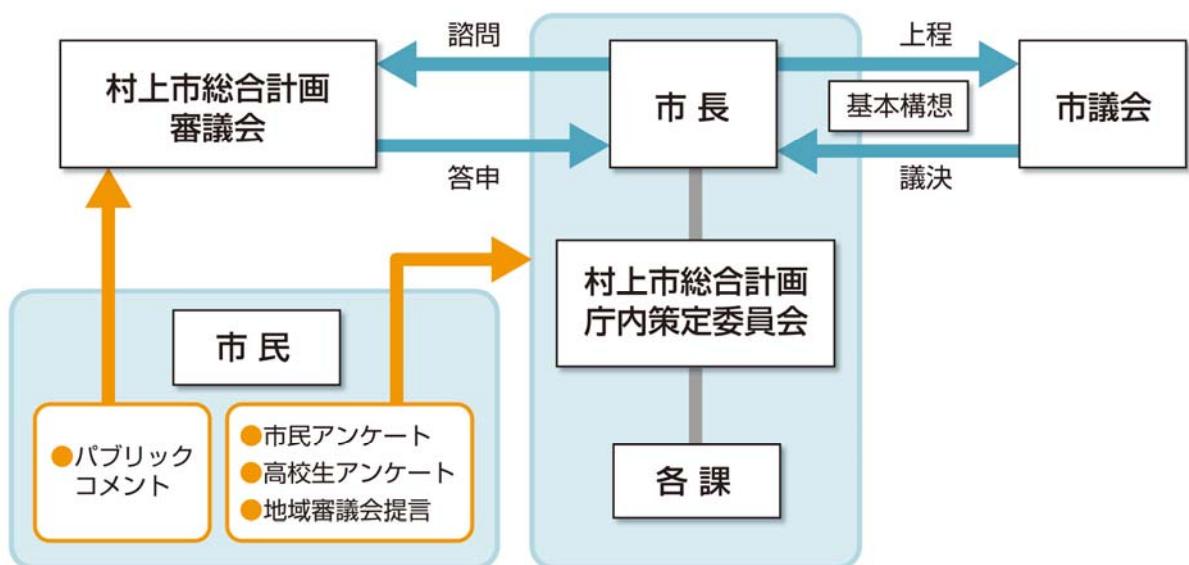 諮問
上程
村上市総合計画
審議会
市長
基本構想
市議会
答申
議決
村上市総合計画
庁内策定委員会
市民
●パブリック
コメント
●市民アンケート
●高校生アンケート
●地域審議会提言
各課